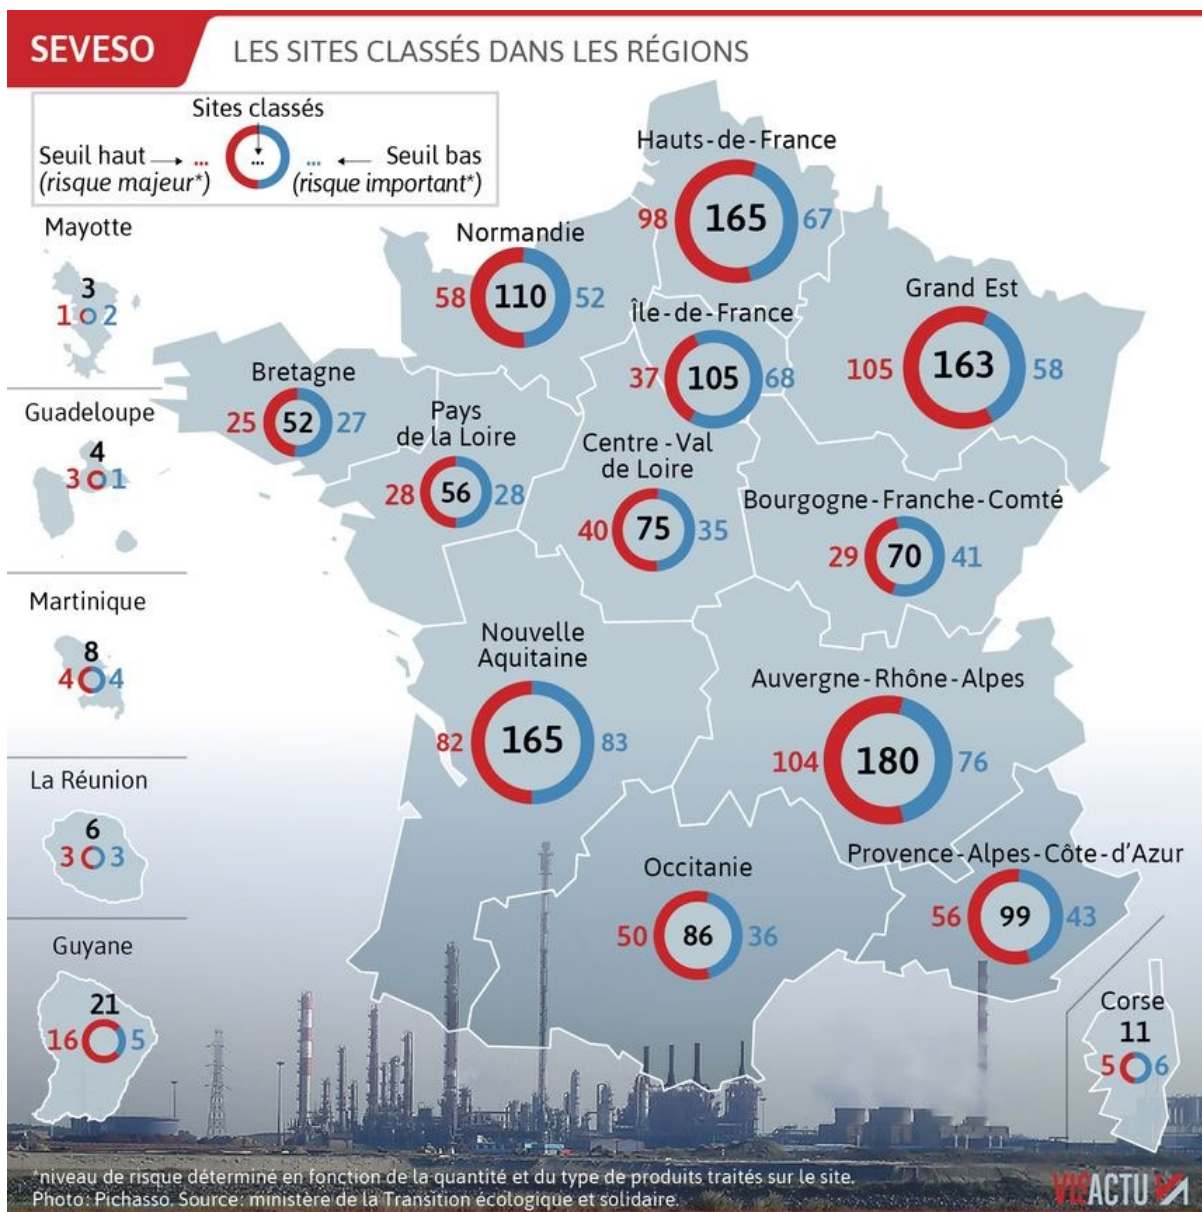 SEVESO
LES SITES CLASSÉS DANS LES RÉGIONS
Sites classés
Seuil haut
(risque majeur*)
...
...
...
Seuil bas
(risque important*)
Hauts-de-France
98
165
67
Normandie
58
110
52
Île-de-France
37
105
68
Grand Est
105
163
58
Bretagne
25
52
27
Pays
de la Loire
28
56
28
Centre-Val
de Loire
40
75
35
Bourgogne-Franche-Comté
29
70
41
Nouvelle
Aquitaine
82
165
83
Auvergne-Rhône-Alpes
104
180
76
Occitanie
50
86
36
Provence-Alpes-Côte-d'Azur
56
99
43
Corse
11
5
6
Mayotte
3
1
2
Guadeloupe
4
3
1
Martinique
8
4
4
La Réunion
6
3
3
Guyane
21
16
5
*niveau de risque déterminé en fonction de la quantité et du type de produits traités sur le site.
Photo: Pichasso. Source: ministère de la Transition écologique et solidaire.
VISACTU